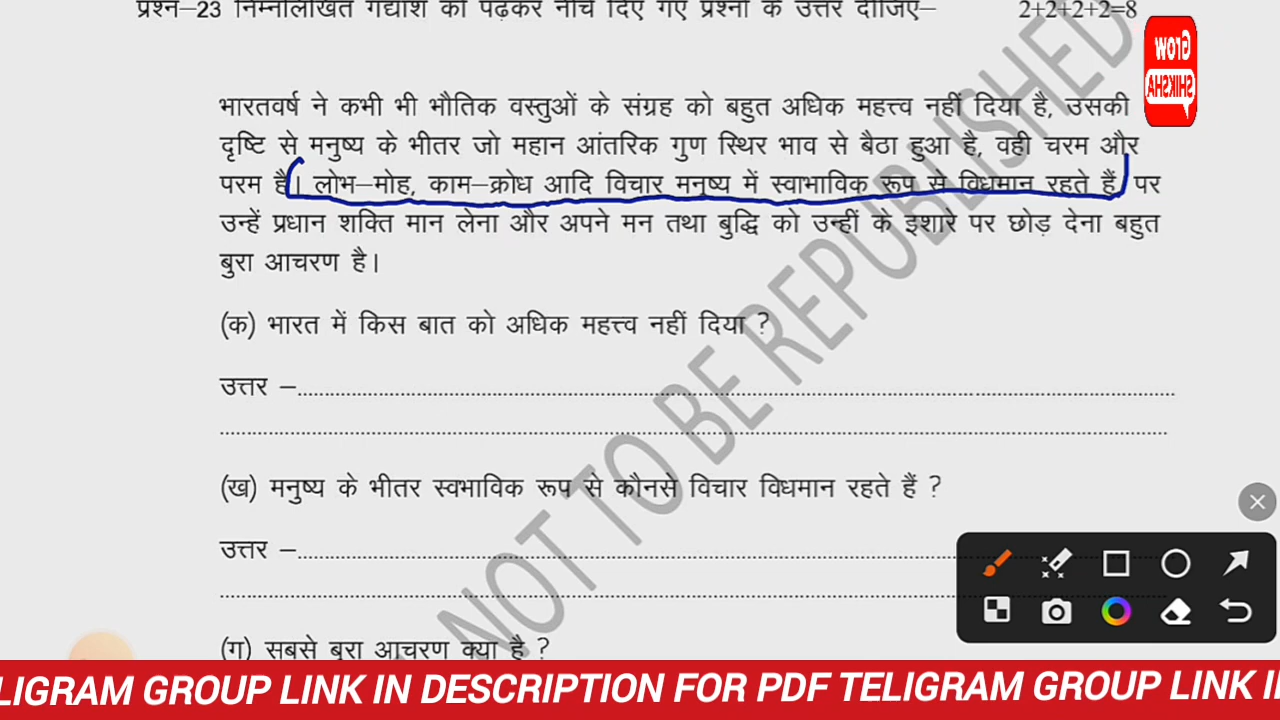 प्रश्न–23 निम्नलिखित गद्यांश को पढ़कर नीचे दिए गए प्रश्नों के उत्तर दीजिए– 2+2+2+2=8
Grow
SHIKSHA
भारतवर्ष ने कभी भी भौतिक वस्तुओं के संग्रह को बहुत अधिक महत्त्व नहीं दिया है, उसकी
दृष्टि से मनुष्य के भीतर जो महान आंतरिक गुण स्थिर भाव से बैठा हुआ है, वही चरम और
परम है। लोभ–मोह, काम–क्रोध आदि विचार मनुष्य में स्वाभाविक रूप से विधमान रहते हैं, पर
उन्हें प्रधान शक्ति मान लेना और अपने मन तथा बुद्धि को उन्हीं के इशारे पर छोड़ देना बहुत
बुरा आचरण है।
(क) भारत में किस बात को अधिक महत्त्व नहीं दिया ?
उत्तर –
(ख) मनुष्य के भीतर स्वभाविक रूप से कौनसे विचार विधमान रहते हैं ?
उत्तर –
(ग) सबसे बुरा आचरण क्या है ?
NOT TO BE REPUBLISHED
LIGRAM GROUP LINK IN DESCRIPTION FOR PDF TELIGRAM GROUP LINK I